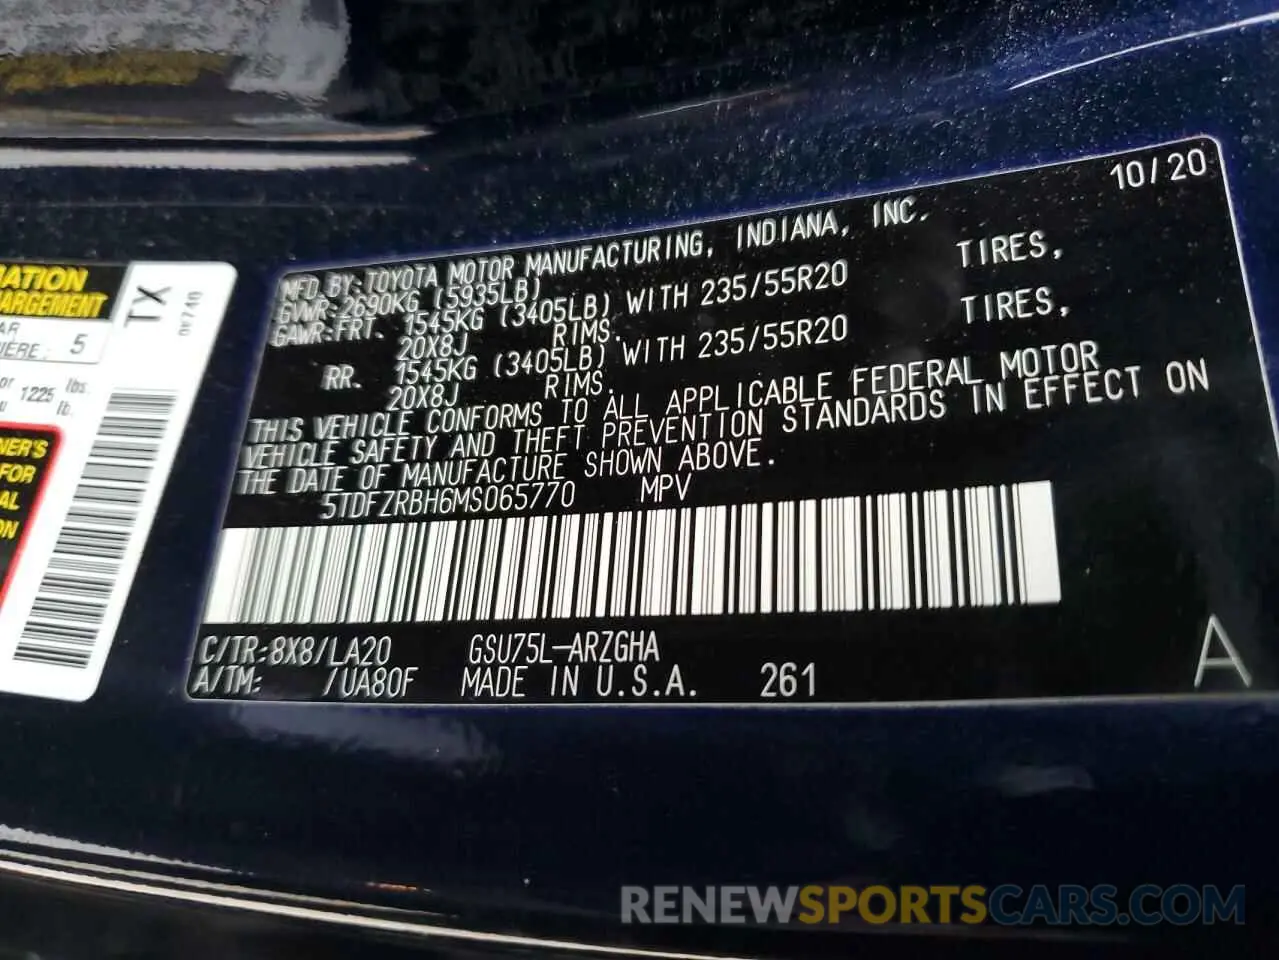 10/20
MFD.BY:TOYOTA MOTOR MANUFACTURING, INDIANA, INC.
GVWR:2690KG (5935LB)
GAWR:FRT. 1545KG (3405LB) WITH 235/55R20 TIRES,
20X8J RIMS.
RR. 1545KG (3405LB) WITH 235/55R20 TIRES,
20X8J RIMS.
THIS VEHICLE CONFORMS TO ALL APPLICABLE FEDERAL MOTOR
VEHICLE SAFETY AND THEFT PREVENTION STANDARDS IN EFFECT ON
THE DATE OF MANUFACTURE SHOWN ABOVE.
5TDFZRBH6MS065770 MPV
C/TR:8X8/LA20 GSU75L-ARZGHA
A/TM: /UA80F MADE IN U.S.A. 261
A
TX
5
1225 lbs.
lb.
FOR
RENEWSPORTSCARS.COM